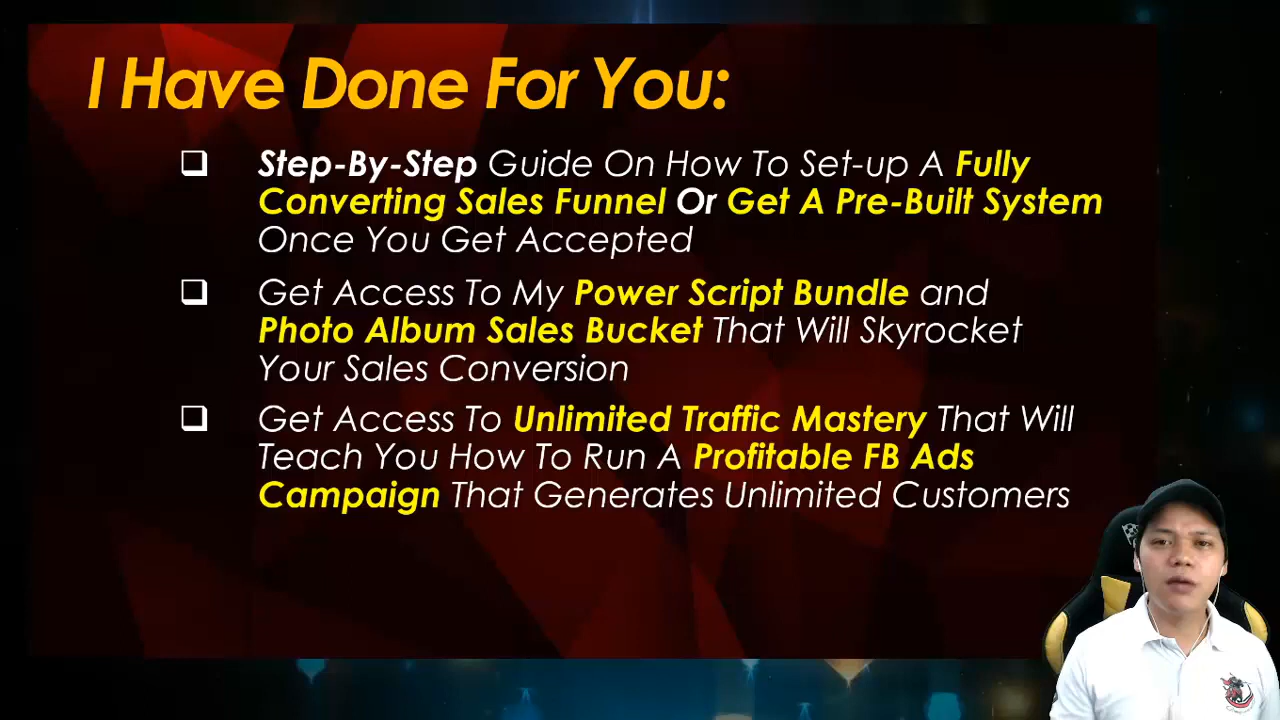 I Have Done For You:
Step-By-Step Guide On How To Set-up A Fully
Converting Sales Funnel Or Get A Pre-Built System
Once You Get Accepted
Get Access To My Power Script Bundle and
Photo Album Sales Bucket That Will Skyrocket
Your Sales Conversion
Get Access To Unlimited Traffic Mastery That Will
Teach You How To Run A Profitable FB Ads
Campaign That Generates Unlimited Customers